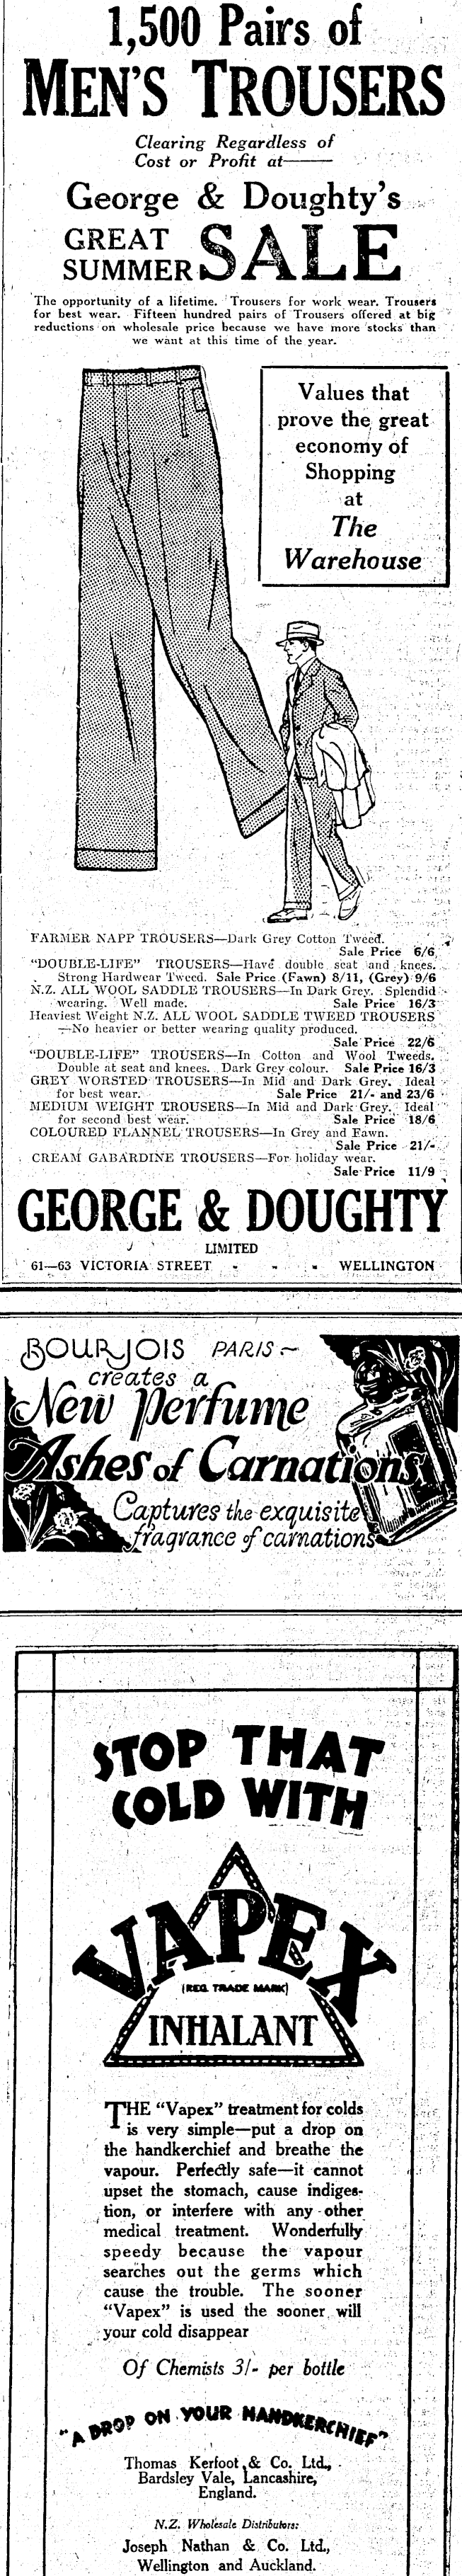 1,500 Pairs of
MEN'S TROUSERS
Clearing Regardless of
Cost or Profit at——
George & Doughty's
GREAT
SUMMER SALE
The opportunity of a lifetime. Trousers for work wear. Trousers
for best wear. Fifteen hundred pairs of Trousers offered at big
reductions on wholesale price because we have more stocks than
we want at this time of the year.
Values that
prove the great
economy of
Shopping
at
The
Warehouse
FARMER NAPP TROUSERS—Dark Grey Cotton Tweed.
Sale Price 6/6
"DOUBLE-LIFE" TROUSERS—Have double seat and knees.
Strong Hardwear Tweed. Sale Price (Fawn) 8/11, (Grey) 9/6
N.Z. ALL WOOL SADDLE TROUSERS—In Dark Grey. Splendid
wearing. Well made. Sale Price 16/3
Heaviest Weight N.Z. ALL WOOL SADDLE TWEED TROUSERS
—No heavier or better wearing quality produced.
Sale Price 22/6
"DOUBLE-LIFE" TROUSERS—In Cotton and Wool Tweeds.
Double at seat and knees. Dark Grey colour. Sale Price 16/3
GREY WORSTED TROUSERS—In Mid and Dark Grey. Ideal
for best wear. Sale Price 21/- and 23/6
MEDIUM WEIGHT TROUSERS—In Mid and Dark Grey. Ideal
for second best wear. Sale Price 18/6
COLOURED FLANNEL TROUSERS—In Grey and Fawn.
Sale Price 21/-
CREAM GABARDINE TROUSERS—For holiday wear.
Sale Price 11/9
GEORGE & DOUGHTY
LIMITED
61—63 VICTORIA STREET - - - WELLINGTON
BOURJOIS PARIS~
creates a
New Perfume
Ashes of Carnations
Captures the exquisite
fragrance of carnations
STOP THAT
COLD WITH
VAPEX
(REG. TRADE MARK)
INHALANT
THE "Vapex" treatment for colds
is very simple—put a drop on
the handkerchief and breathe the
vapour. Perfectly safe—it cannot
upset the stomach, cause indiges-
tion, or interfere with any other
medical treatment. Wonderfully
speedy because the vapour
searches out the germs which
cause the trouble. The sooner
"Vapex" is used the sooner will
your cold disappear
Of Chemists 3/- per bottle
"A DROP ON YOUR HANDKERCHIEF"
Thomas Kerfoot & Co. Ltd.,
Bardsley Vale, Lancashire,
England.
N.Z. Wholesale Distributors:
Joseph Nathan & Co. Ltd.,
Wellington and Auckland.